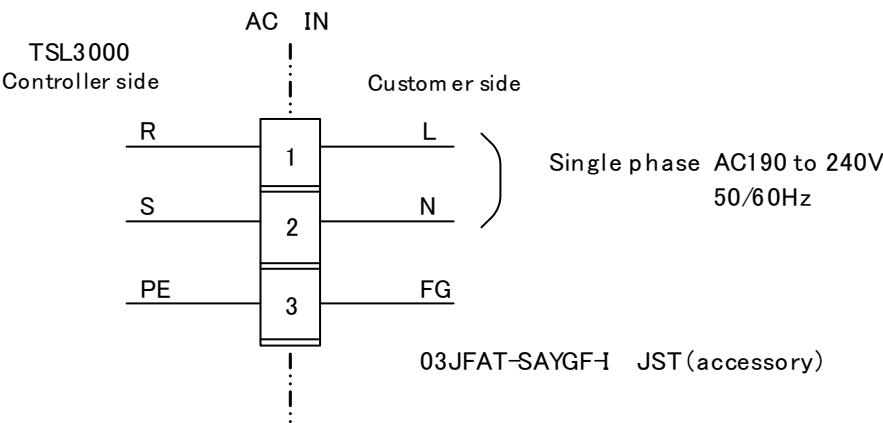 AC IN
TSL3000
Controller side
Customer side
R
1
L
Single phase AC190 to 240V
50/60Hz
S
2
N
PE
3
FG
03JFAT-SAYGF-I JST(accessory)